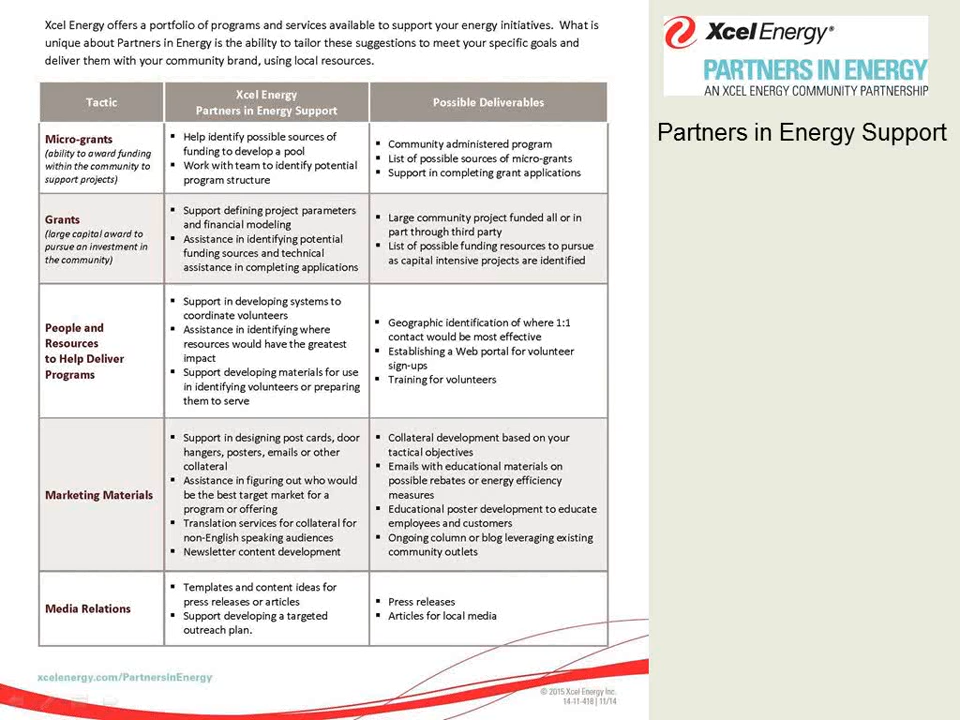 Xcel Energy offers a portfolio of programs and services available to support your energy initiatives. What is
unique about Partners in Energy is the ability to tailor these suggestions to meet your specific goals and
deliver them with your community brand, using local resources.
Tactic
Xcel Energy
Partners in Energy Support
Possible Deliverables
Micro-grants
(ability to award funding
within the community to
support projects)
▪ Help identify possible sources of
funding to develop a pool
▪ Work with team to identify potential
program structure
▪ Community administered program
▪ List of possible sources of micro-grants
▪ Support in completing grant applications
Grants
(large capital award to
pursue an investment in
the community)
▪ Support defining project parameters
and financial modeling
▪ Assistance in identifying potential
funding sources and technical
assistance in completing applications
▪ Large community project funded all or in
part through third party
▪ List of possible funding resources to pursue
as capital intensive projects are identified
People and
Resources
to Help Deliver
Programs
▪ Support in developing systems to
coordinate volunteers
▪ Assistance in identifying where
resources would have the greatest
impact
▪ Support developing materials for use
in identifying volunteers or preparing
them to serve
▪ Geographic identification of where 1:1
contact would be most effective
▪ Establishing a Web portal for volunteer
sign-ups
▪ Training for volunteers
Marketing Materials
▪ Support in designing post cards, door
hangers, posters, emails or other
collateral
▪ Assistance in figuring out who would
be the best target market for a
program or offering
▪ Translation services for collateral for
non-English speaking audiences
▪ Newsletter content development
▪ Collateral development based on your
tactical objectives
▪ Emails with educational materials on
possible rebates or energy efficiency
measures
▪ Educational poster development to educate
employees and customers
▪ Ongoing column or blog leveraging existing
community outlets
Media Relations
▪ Templates and content ideas for
press releases or articles
▪ Support developing a targeted
outreach plan.
▪ Press releases
▪ Articles for local media
xcelenergy.com/PartnersinEnergy
© 2015 Xcel Energy Inc.
14-11-418 | 11/14
Xcel Energy®
PARTNERS IN ENERGY
AN XCEL ENERGY COMMUNITY PARTNERSHIP
Partners in Energy Support